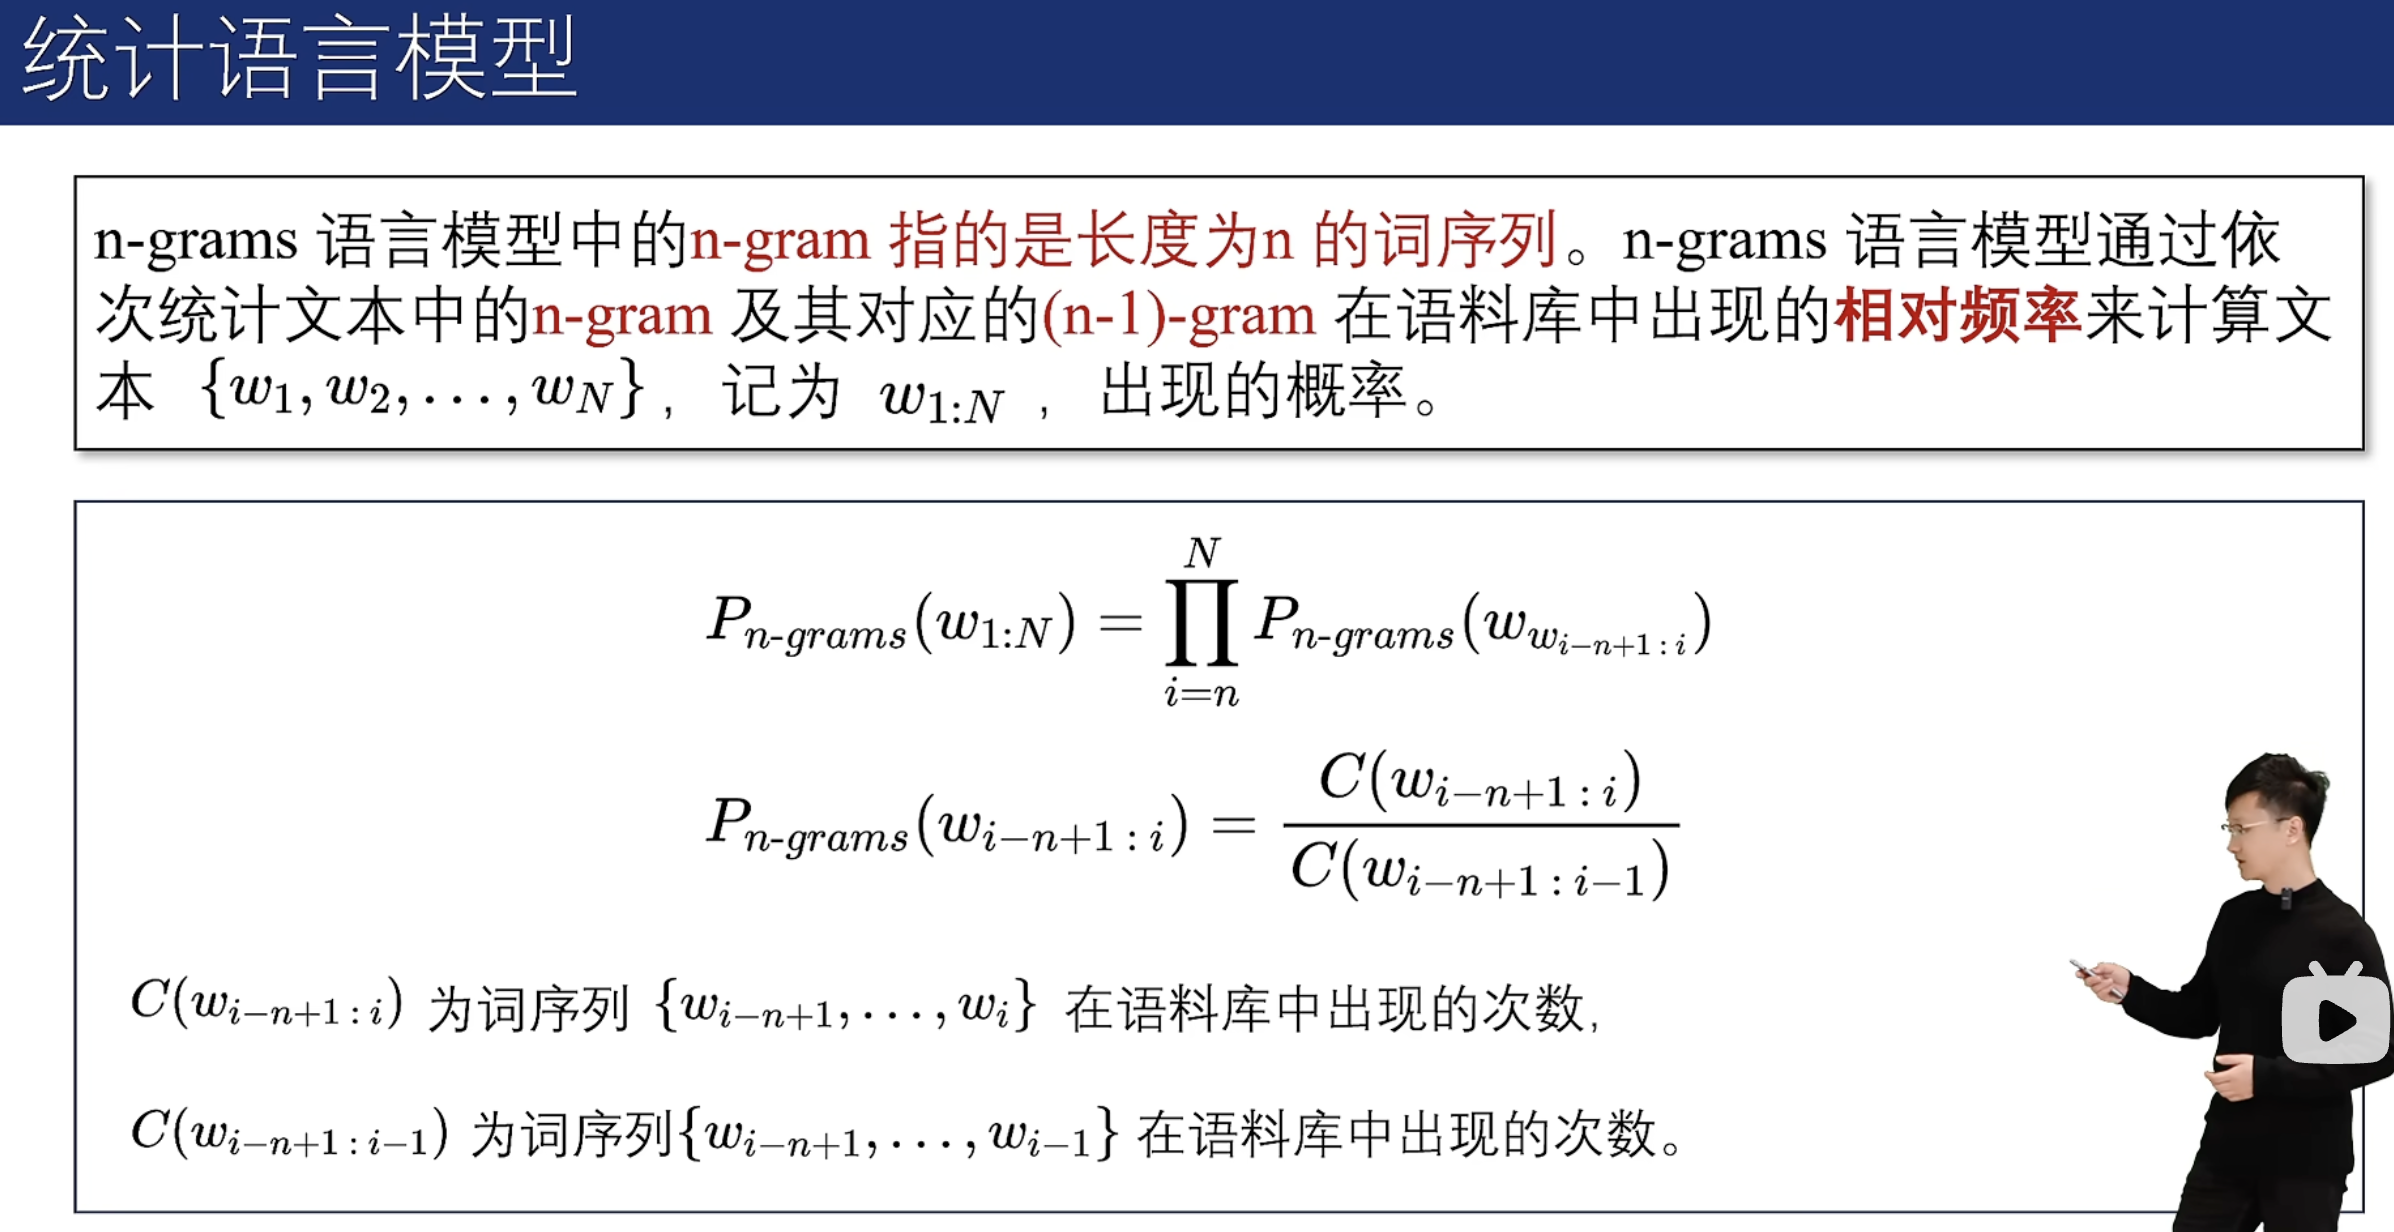 统计语言模型
n-grams 语言模型中的n-gram 指的是长度为n 的词序列。n-grams 语言模型通过依
次统计文本中的n-gram 及其对应的(n-1)-gram 在语料库中出现的相对频率来计算文
本 {w_1, w_2, ..., w_N}, 记为 w_{1:N} , 出现的概率。
P_{n-grams}(w_{1:N}) = \prod_{i=n}^{N} P_{n-grams}(w_{w_{i-n+1:i}})
P_{n-grams}(w_{i-n+1:i}) = \frac{C(w_{i-n+1:i})}{C(w_{i-n+1:i-1})}
C(w_{i-n+1:i}) 为词序列 {w_{i-n+1}, ..., w_i} 在语料库中出现的次数,
C(w_{i-n+1:i-1}) 为词序列{w_{i-n+1}, ..., w_{i-1}} 在语料库中出现的次数。